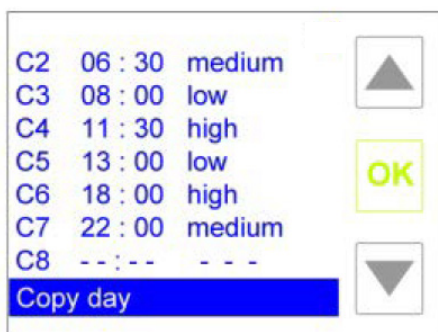 C2 06 : 30 medium
C3 08 : 00 low
C4 11 : 30 high
C5 13 : 00 low
C6 18 : 00 high
C7 22 : 00 medium
C8 - - : - - - - -
Copy day
OK